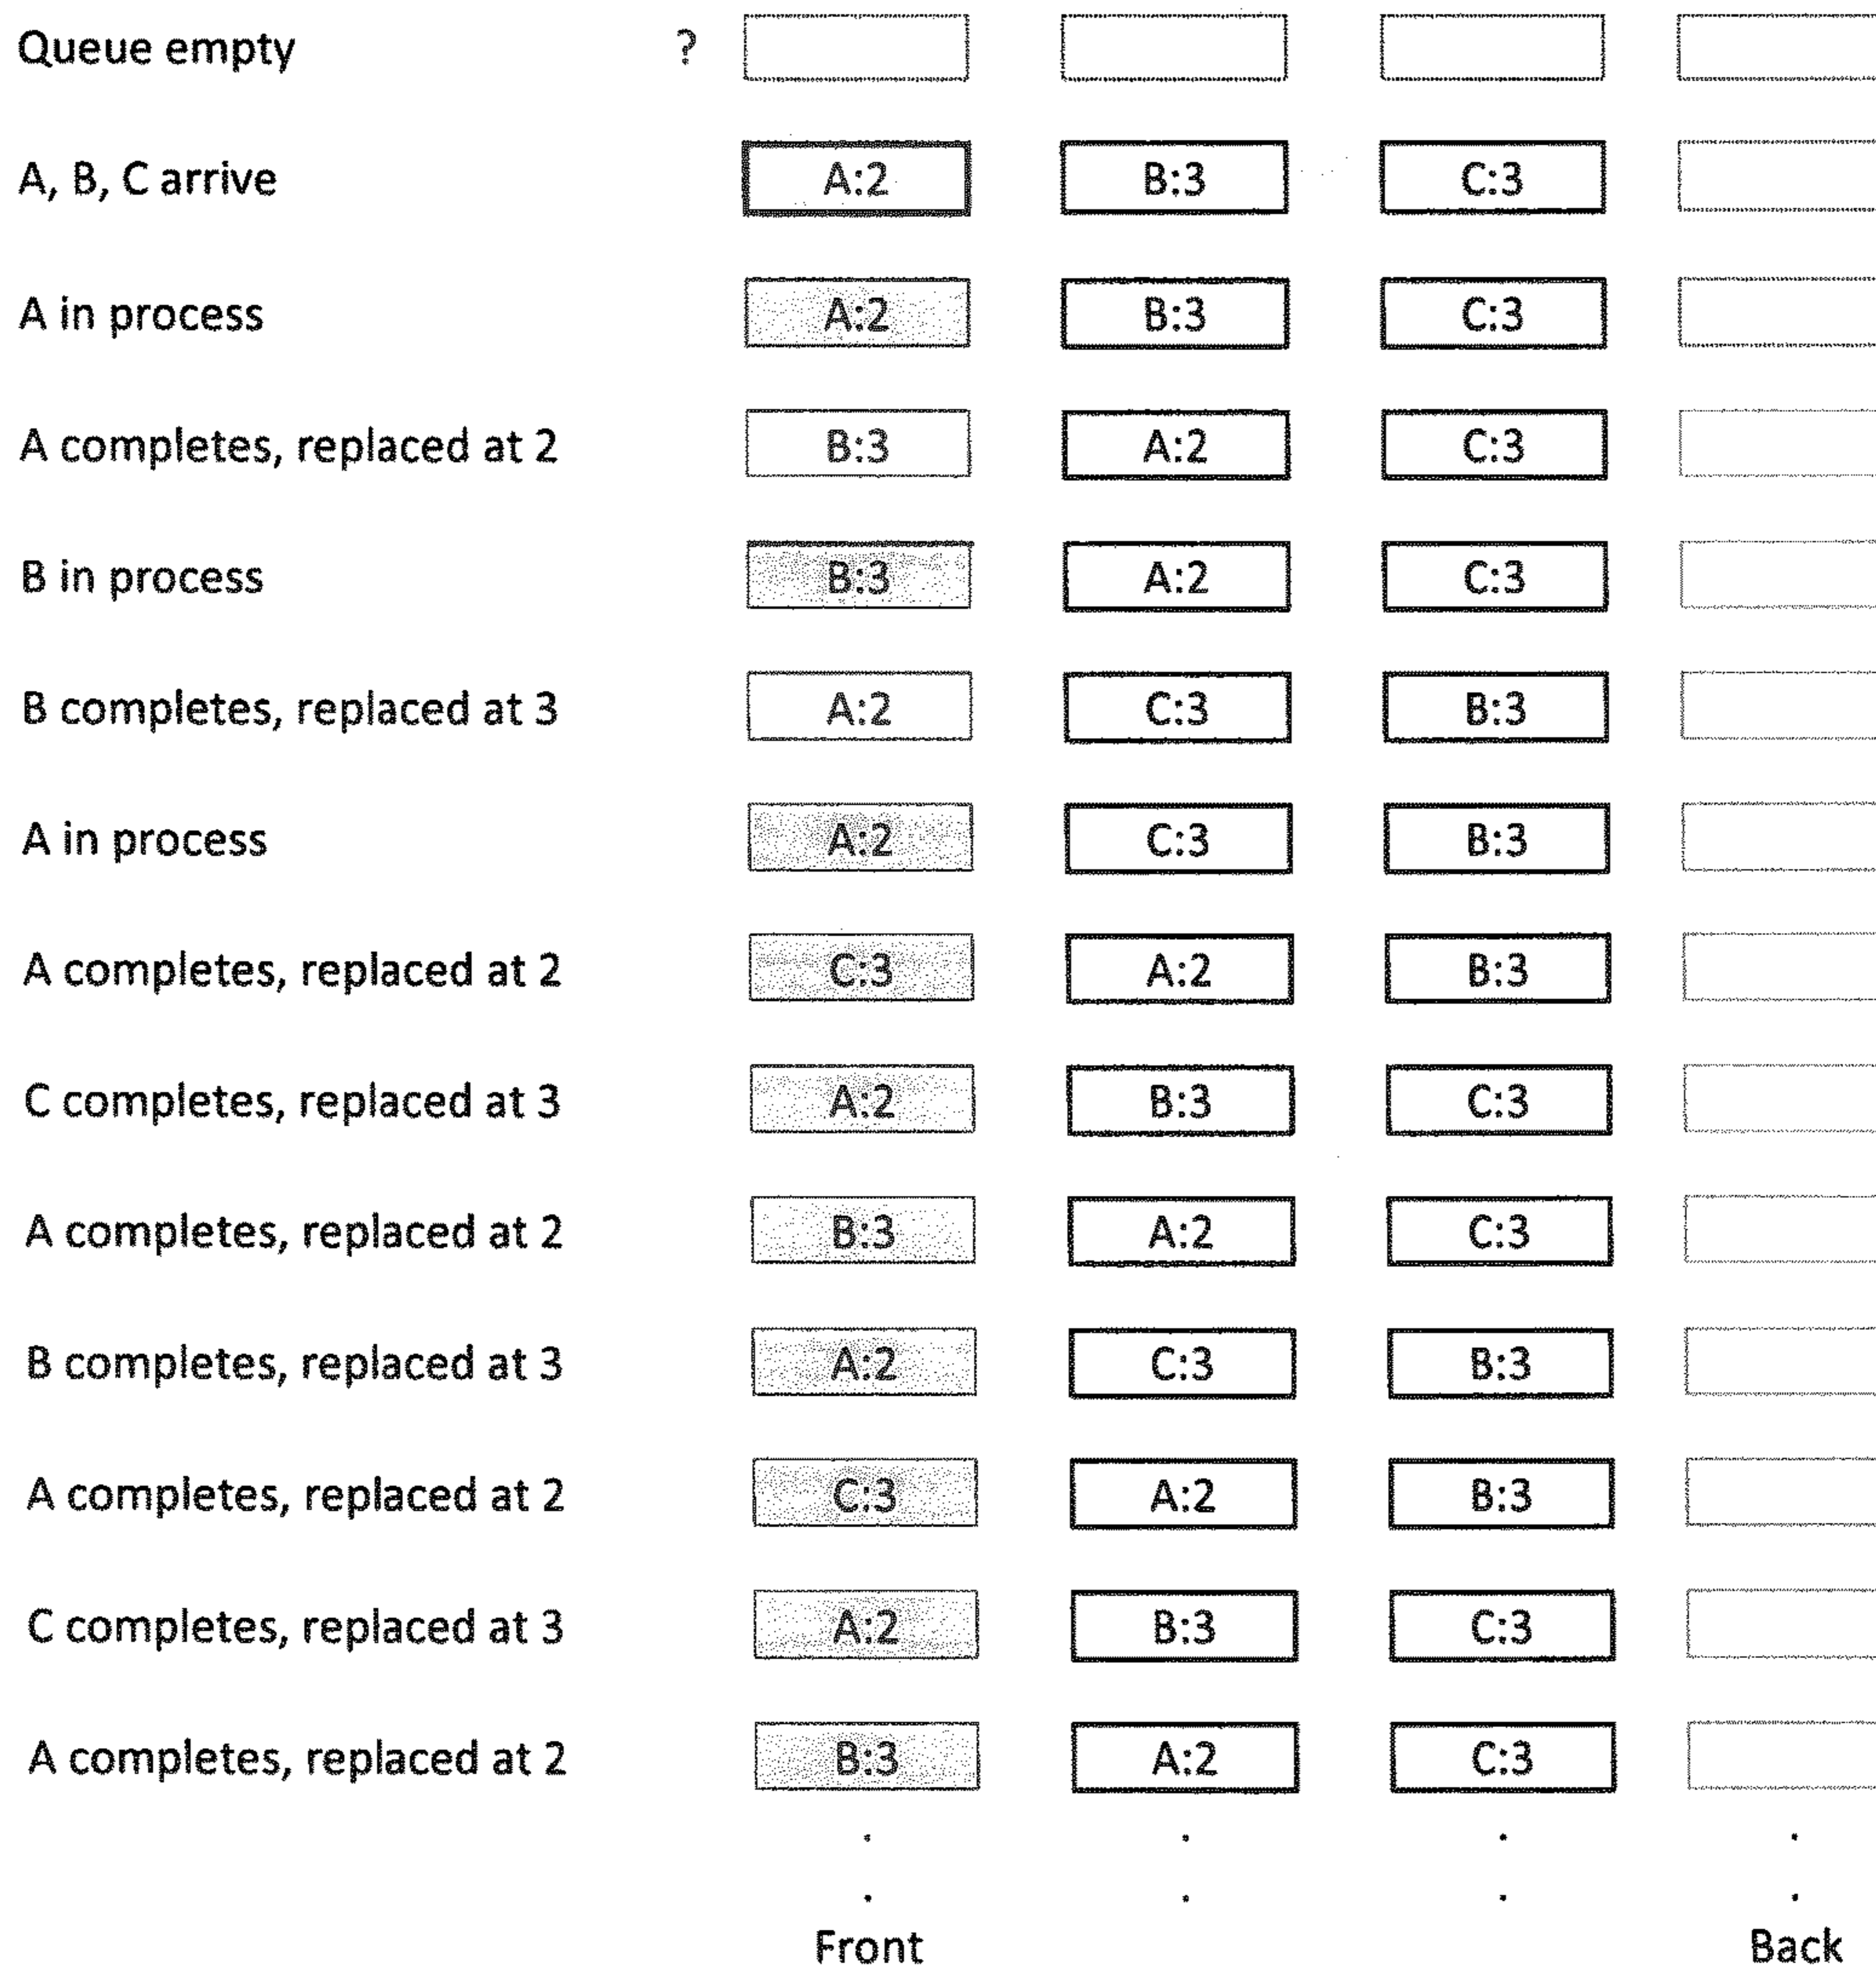 Queue empty ?
A, B, C arrive A:2 B:3 C:3
A in process A:2 B:3 C:3
A completes, replaced at 2 B:3 A:2 C:3
B in process B:3 A:2 C:3
B completes, replaced at 3 A:2 C:3 B:3
A in process A:2 C:3 B:3
A completes, replaced at 2 C:3 A:2 B:3
C completes, replaced at 3 A:2 B:3 C:3
A completes, replaced at 2 B:3 A:2 C:3
B completes, replaced at 3 A:2 C:3 B:3
A completes, replaced at 2 C:3 A:2 B:3
C completes, replaced at 3 A:2 B:3 C:3
A completes, replaced at 2 B:3 A:2 C:3
Front Back